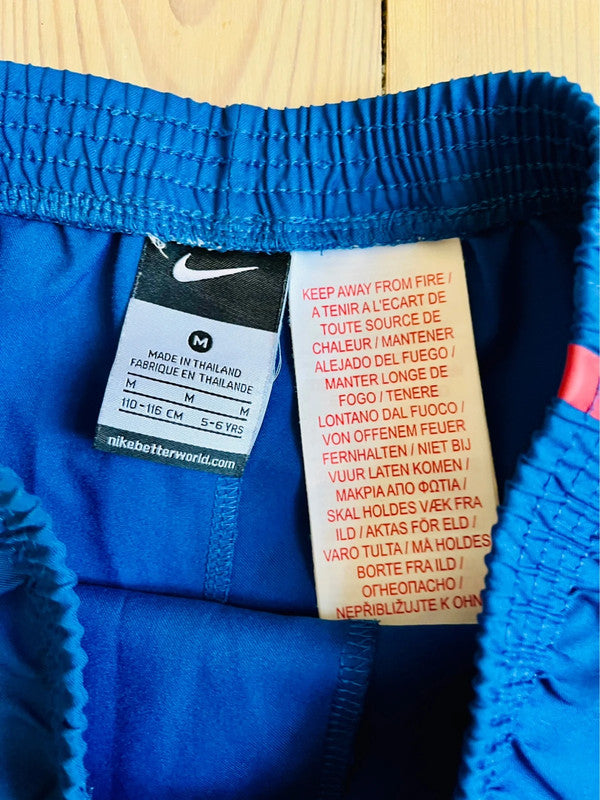 M
MADE IN THAILAND
FABRIQUE EN THAILANDE
M M M
110-116 CM 5-6 YRS
nikebetterworld.com
KEEP AWAY FROM FIRE /
A TENIR A L'ECART DE
TOUTE SOURCE DE
CHALEUR / MANTENER
ALEJADO DEL FUEGO /
MANTER LONGE DE
FOGO / TENERE
LONTANO DAL FUOCO /
VON OFFENEM FEUER
FERNHALTEN / NIET BIJ
VUUR LATEN KOMEN /
ΜΑΚΡΙΑ ΑΠΟ ΦΩΤΙΑ /
SKAL HOLDES VÆK FRA
ILD / AKTAS FÖR ELD /
VARO TULTA / MÅ HOLDES
BORTE FRA ILD /
ОГНЕОПАСНО /
NEPŘIBLIŽUJTE K OHN